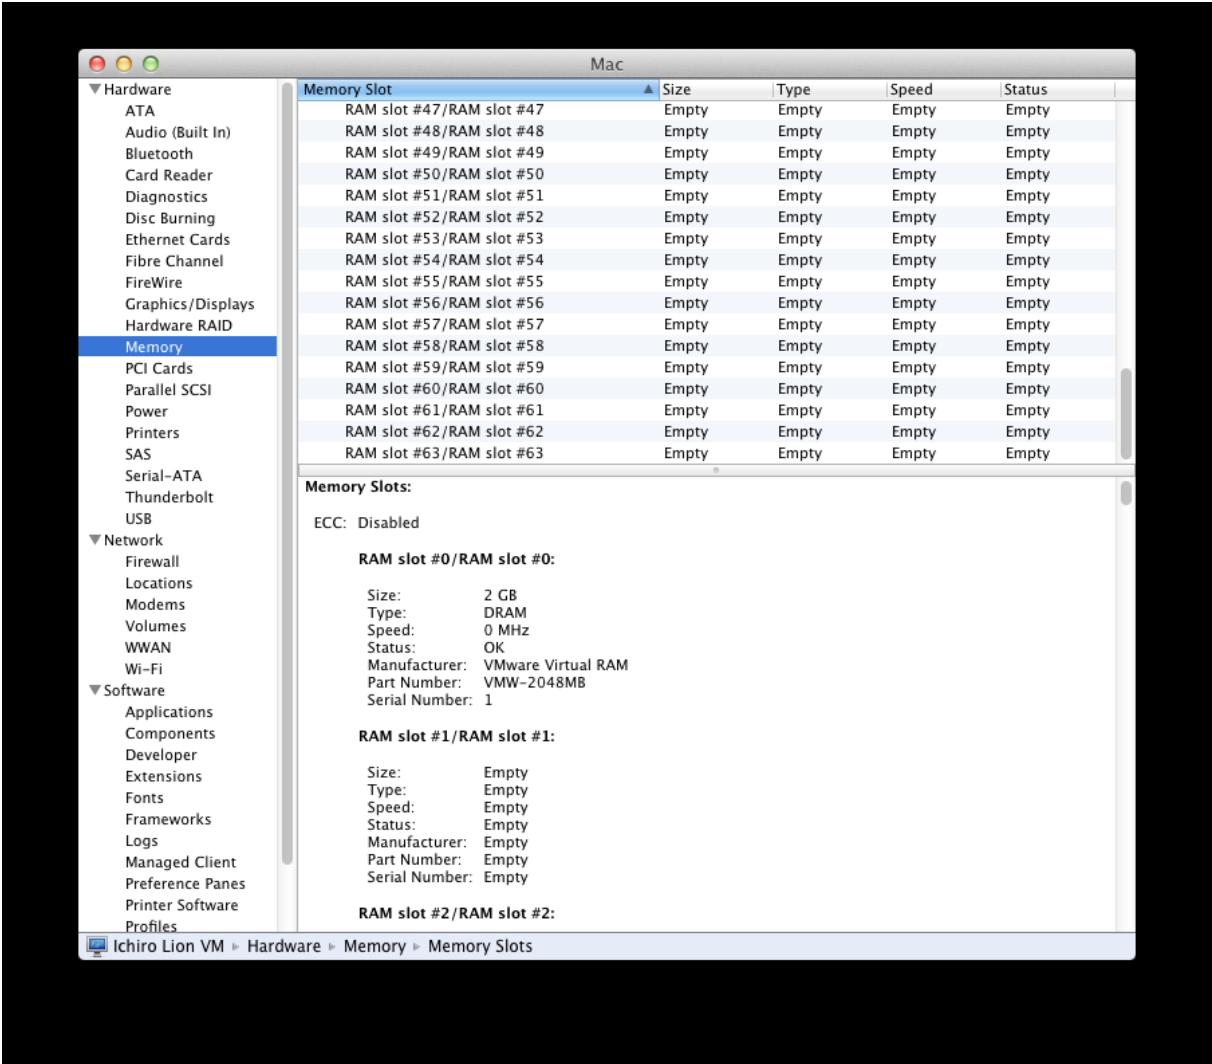 Mac
Hardware
ATA
Audio (Built In)
Bluetooth
Card Reader
Diagnostics
Disc Burning
Ethernet Cards
Fibre Channel
FireWire
Graphics/Displays
Hardware RAID
Memory
PCI Cards
Parallel SCSI
Power
Printers
SAS
Serial-ATA
Thunderbolt
USB
Network
Firewall
Locations
Modems
Volumes
WWAN
Wi-Fi
Software
Applications
Components
Developer
Extensions
Fonts
Frameworks
Logs
Managed Client
Preference Panes
Printer Software
Profiles
Memory Slot Size Type Speed Status
RAM slot #47/RAM slot #47 Empty Empty Empty Empty
RAM slot #48/RAM slot #48 Empty Empty Empty Empty
RAM slot #49/RAM slot #49 Empty Empty Empty Empty
RAM slot #50/RAM slot #50 Empty Empty Empty Empty
RAM slot #51/RAM slot #51 Empty Empty Empty Empty
RAM slot #52/RAM slot #52 Empty Empty Empty Empty
RAM slot #53/RAM slot #53 Empty Empty Empty Empty
RAM slot #54/RAM slot #54 Empty Empty Empty Empty
RAM slot #55/RAM slot #55 Empty Empty Empty Empty
RAM slot #56/RAM slot #56 Empty Empty Empty Empty
RAM slot #57/RAM slot #57 Empty Empty Empty Empty
RAM slot #58/RAM slot #58 Empty Empty Empty Empty
RAM slot #59/RAM slot #59 Empty Empty Empty Empty
RAM slot #60/RAM slot #60 Empty Empty Empty Empty
RAM slot #61/RAM slot #61 Empty Empty Empty Empty
RAM slot #62/RAM slot #62 Empty Empty Empty Empty
RAM slot #63/RAM slot #63 Empty Empty Empty Empty
Memory Slots:
ECC: Disabled
RAM slot #0/RAM slot #0:
Size: 2 GB
Type: DRAM
Speed: 0 MHz
Status: OK
Manufacturer: VMware Virtual RAM
Part Number: VMW-2048MB
Serial Number: 1
RAM slot #1/RAM slot #1:
Size: Empty
Type: Empty
Speed: Empty
Status: Empty
Manufacturer: Empty
Part Number: Empty
Serial Number: Empty
RAM slot #2/RAM slot #2:
Ichiro Lion VM Hardware Memory Memory Slots